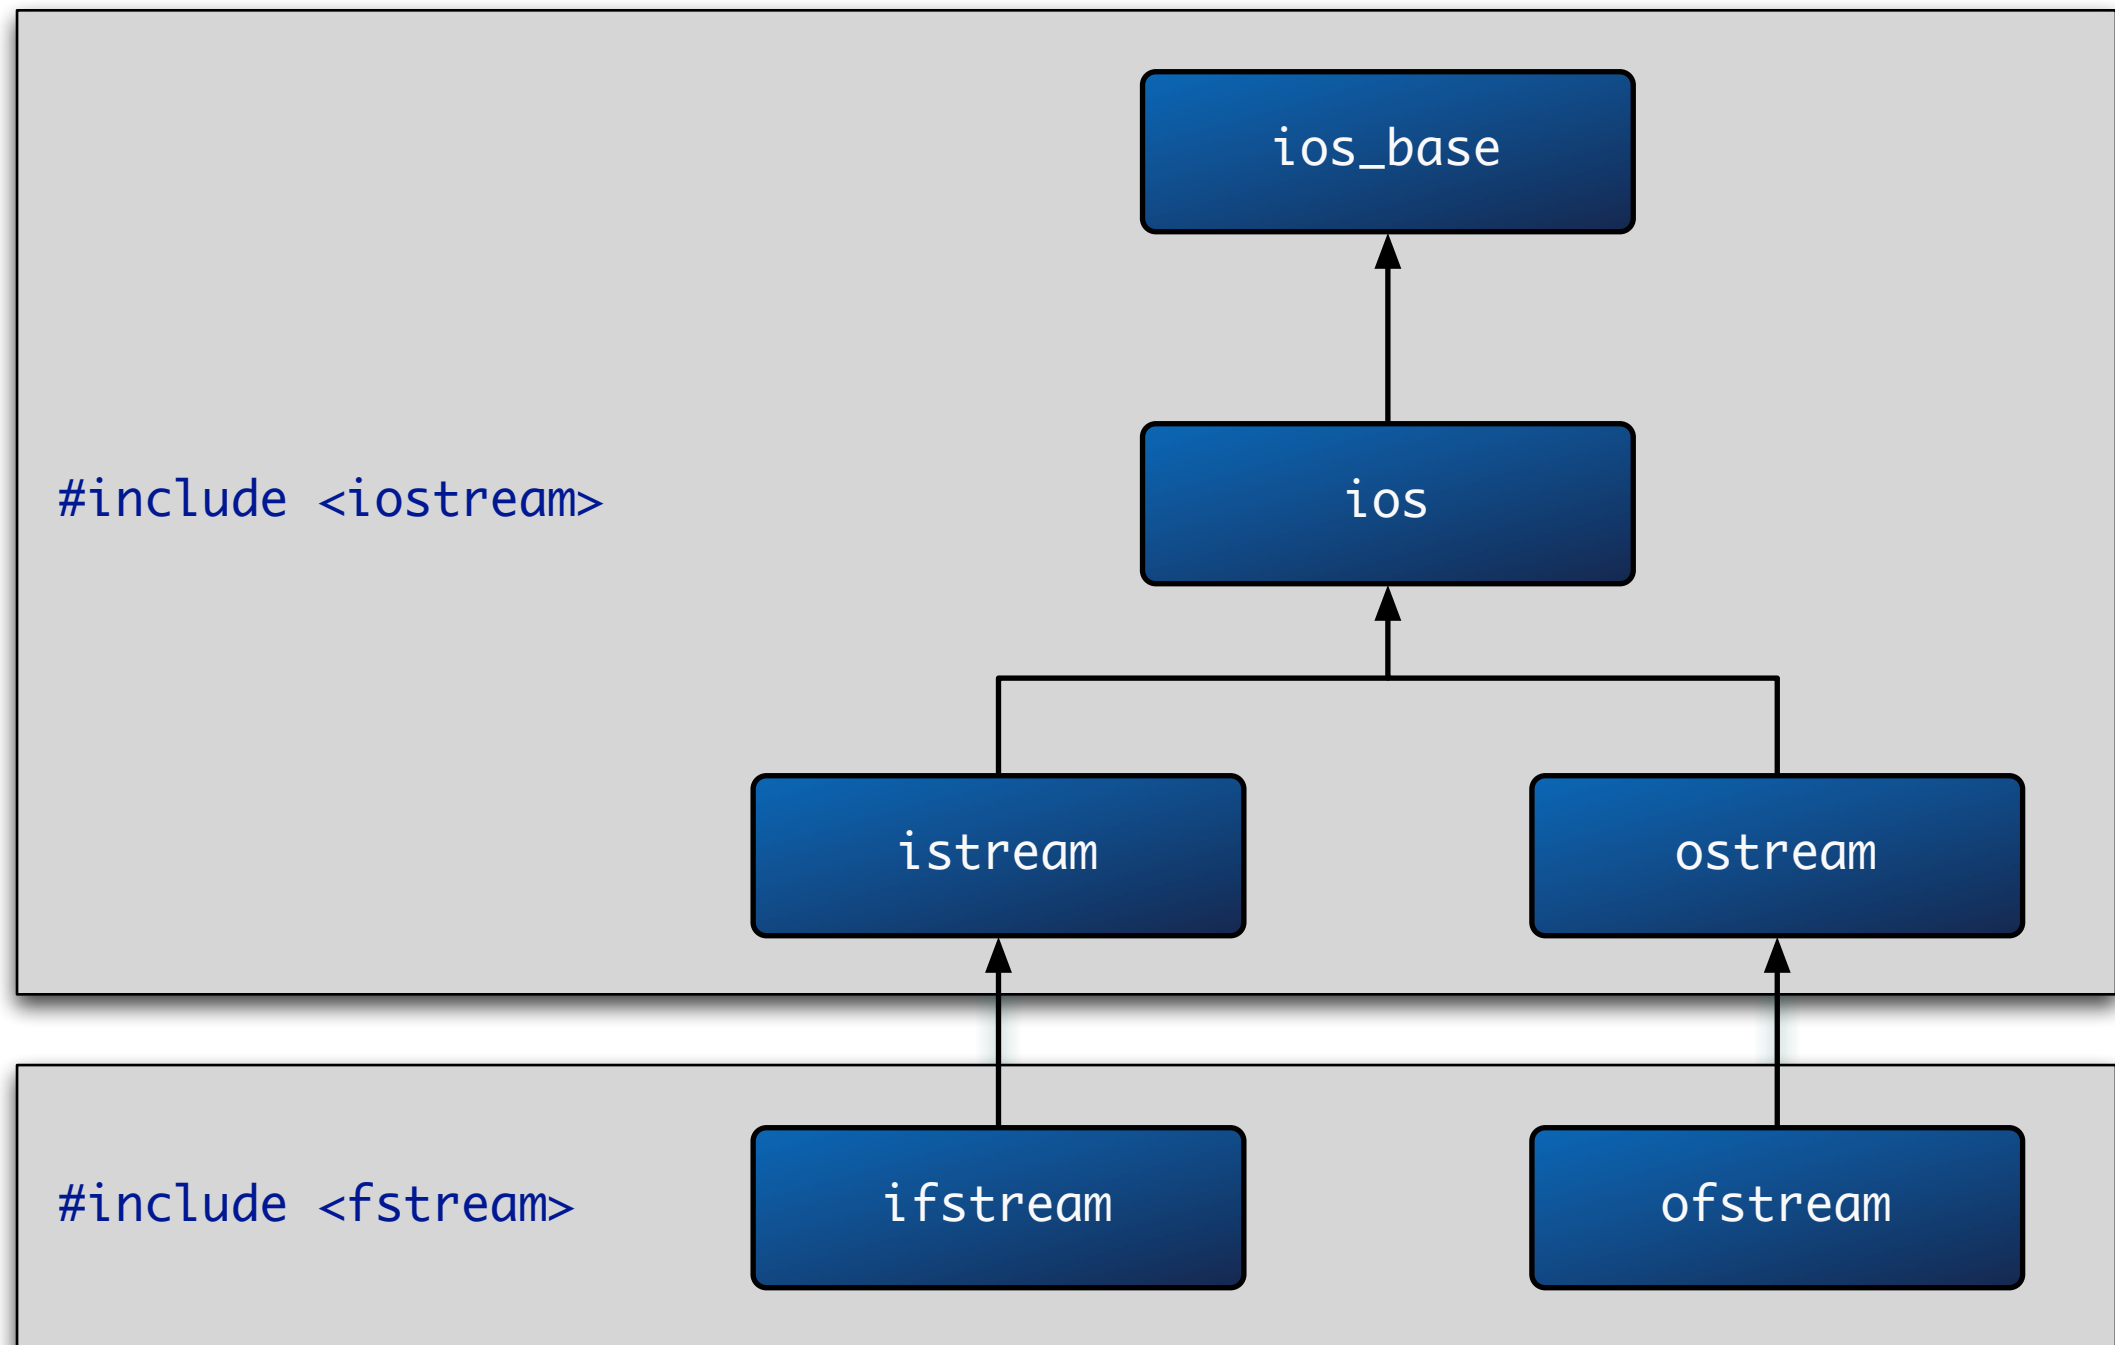 ios_base
#include <iostream>
ios
istream
ostream
#include <fstream>
ifstream
ofstream